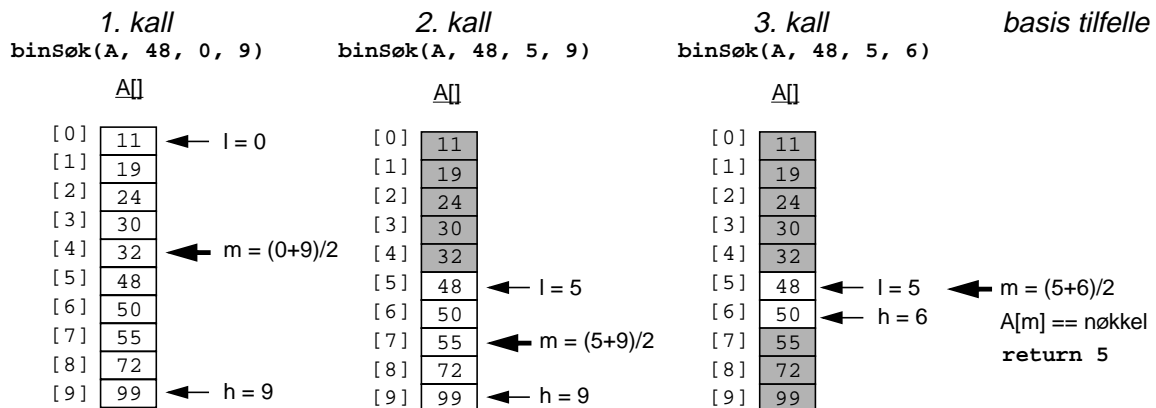 1. kall 2. kall 3. kall basis tilfelle
binSøk(A, 48, 0, 9) binSøk(A, 48, 5, 9) binSøk(A, 48, 5, 6)
A[] A[] A[]
[0] 11 l = 0 [0] 11 [0] 11
[1] 19 [1] 19 [1] 19
[2] 24 [2] 24 [2] 24
[3] 30 [3] 30 [3] 30
[4] 32 m = (0+9)/2 [4] 32 [4] 32
[5] 48 [5] 48 l = 5 [5] 48 l = 5 m = (5+6)/2
[6] 50 [6] 50 [6] 50 h = 6 A[m] == nøkkel
[7] 55 [7] 55 m = (5+9)/2 [7] 55 return 5
[8] 72 [8] 72 [8] 72
[9] 99 h = 9 [9] 99 h = 9 [9] 99